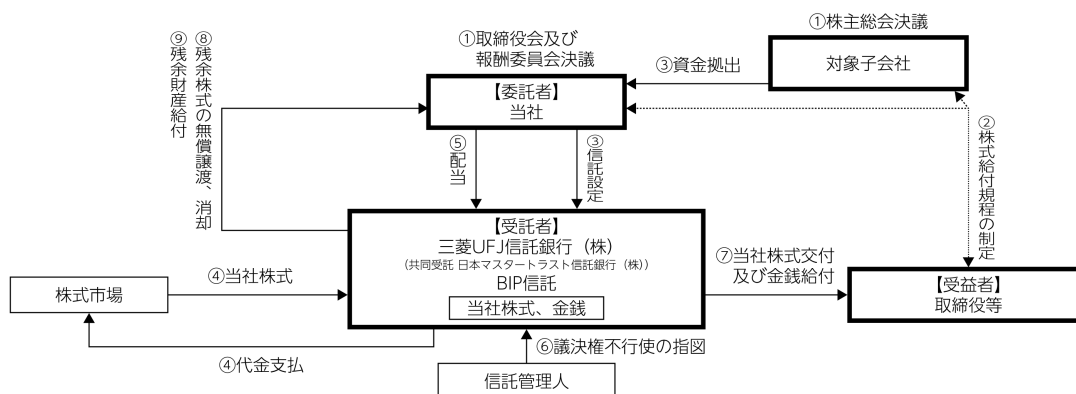 ①株主総会決議
対象子会社
①取締役会及び
報酬委員会決議
③資金拠出
【委託者】
当社
⑨残余財産給付
⑧残余株式の無償譲渡、消却
⑤配当
③信託設定
②株式給付規程の制定
【受託者】
三菱UFJ信託銀行（株）
（共同受託 日本マスタートラスト信託銀行（株））
BIP信託
当社株式、金銭
④当社株式
株式市場
④代金支払
⑦当社株式交付
及び金銭給付
【受益者】
取締役等
⑥議決権不行使の指図
信託管理人